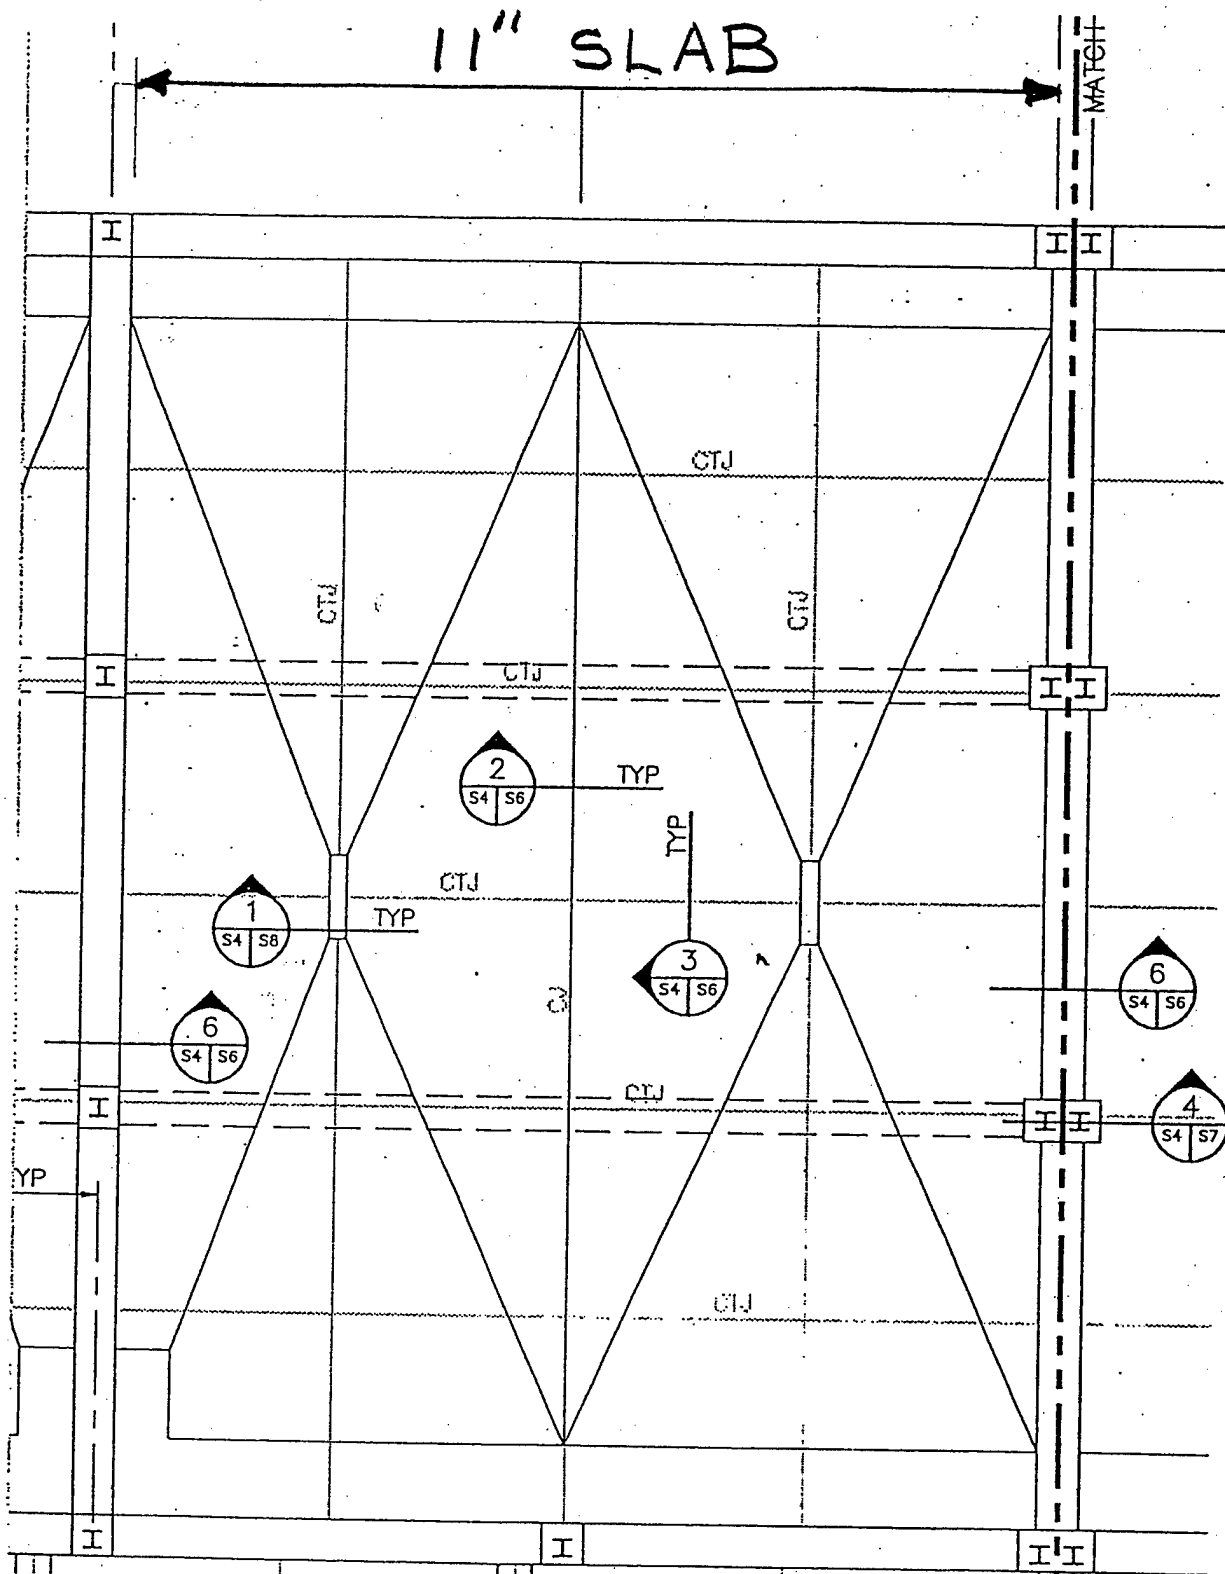 11" SLAB
MATCH
I
I I
CTJ
CTJ
CTJ
I
CTJ
I I
2
S4 S6
TYP
TYP
CTJ
1
S4 S8
TYP
3
S4 S6
6
S4 S6
6
S4 S6
CJ
CTJ
I
I I
4
S4 S7
YP
CTJ
I
I
I I